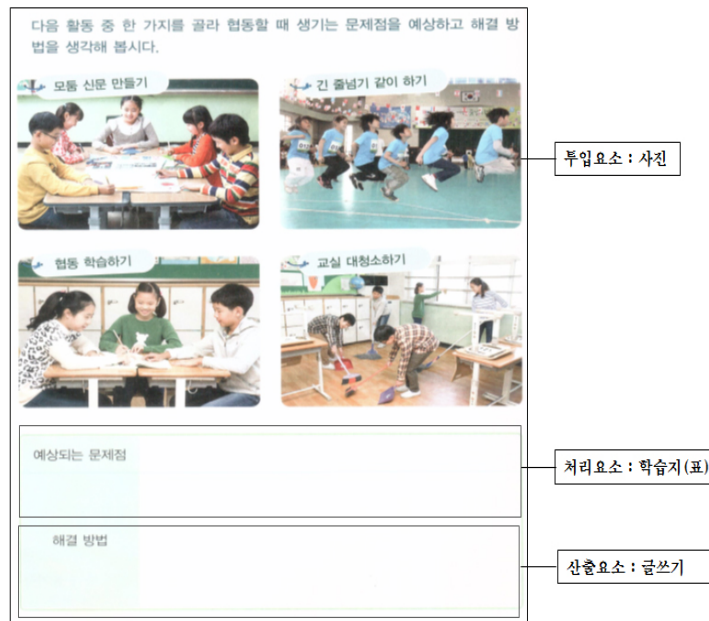 다음 활동 중 한 가지를 골라 협동할 때 생기는 문제점을 예상하고 해결 방
법을 생각해 봅시다.
모둠 신문 만들기
긴 줄넘기 같이 하기
투입요소 : 사진
협동 학습하기
교실 대청소하기
예상되는 문제점
처리요소 : 학습지(표)
해결 방법
산출요소 : 글쓰기